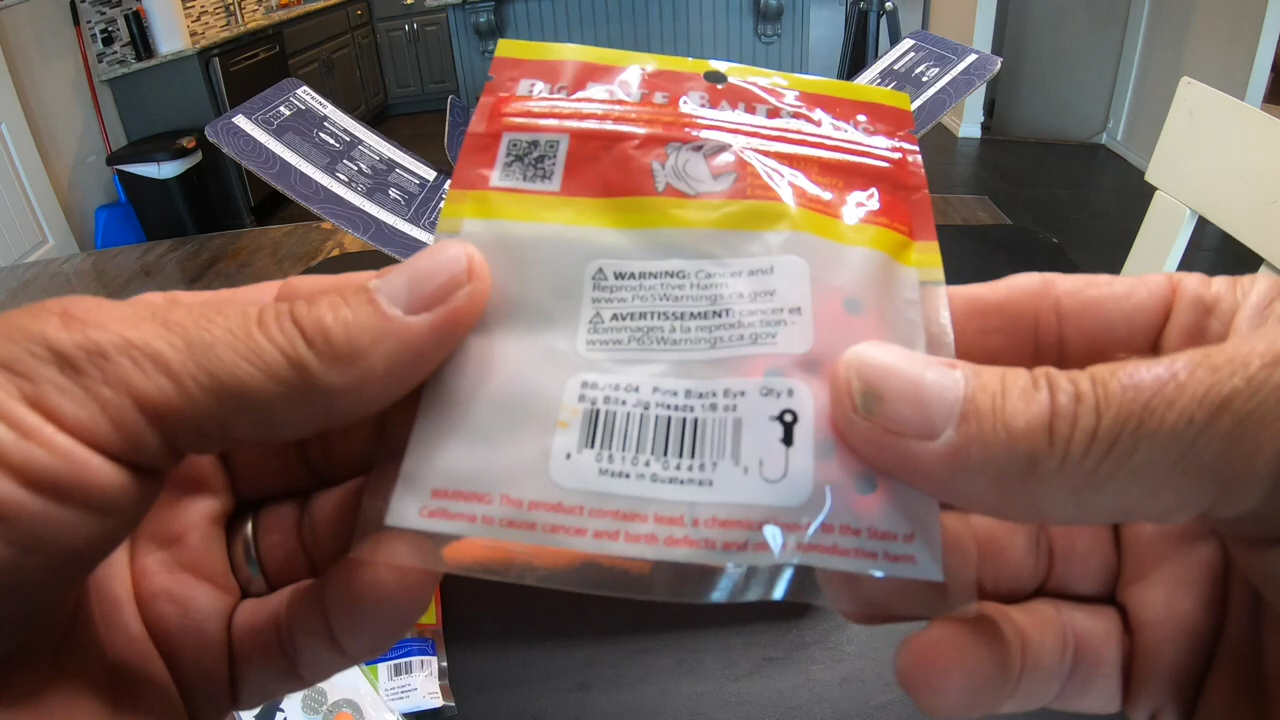 SPRING
BIG BITE BAITS INC
⚠ WARNING: Cancer and
Reproductive Harm -
www.P65Warnings.ca.gov
⚠ AVERTISSEMENT: cancer et
dommages à la reproduction -
www.P65Warnings.ca.gov
Pink Black Eye Qty 8
Big Bite Jig Heads 1/8 oz
05104 04467
Made in Guatemala
WARNING: This product contains lead, a chemical to the State of
California to cause cancer and birth defects and other reproductive harm.